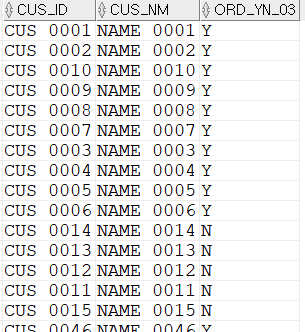 CUS_ID CUS_NM ORD_YN_03
CUS 0001 NAME 0001 Y
CUS 0002 NAME 0002 Y
CUS 0010 NAME 0010 Y
CUS 0009 NAME 0009 Y
CUS 0008 NAME 0008 Y
CUS 0007 NAME 0007 Y
CUS 0003 NAME 0003 Y
CUS 0004 NAME 0004 Y
CUS 0005 NAME 0005 Y
CUS 0006 NAME 0006 Y
CUS 0014 NAME 0014 N
CUS 0013 NAME 0013 N
CUS 0012 NAME 0012 N
CUS 0011 NAME 0011 N
CUS 0015 NAME 0015 N
CUS 0046 NAME 0046 Y